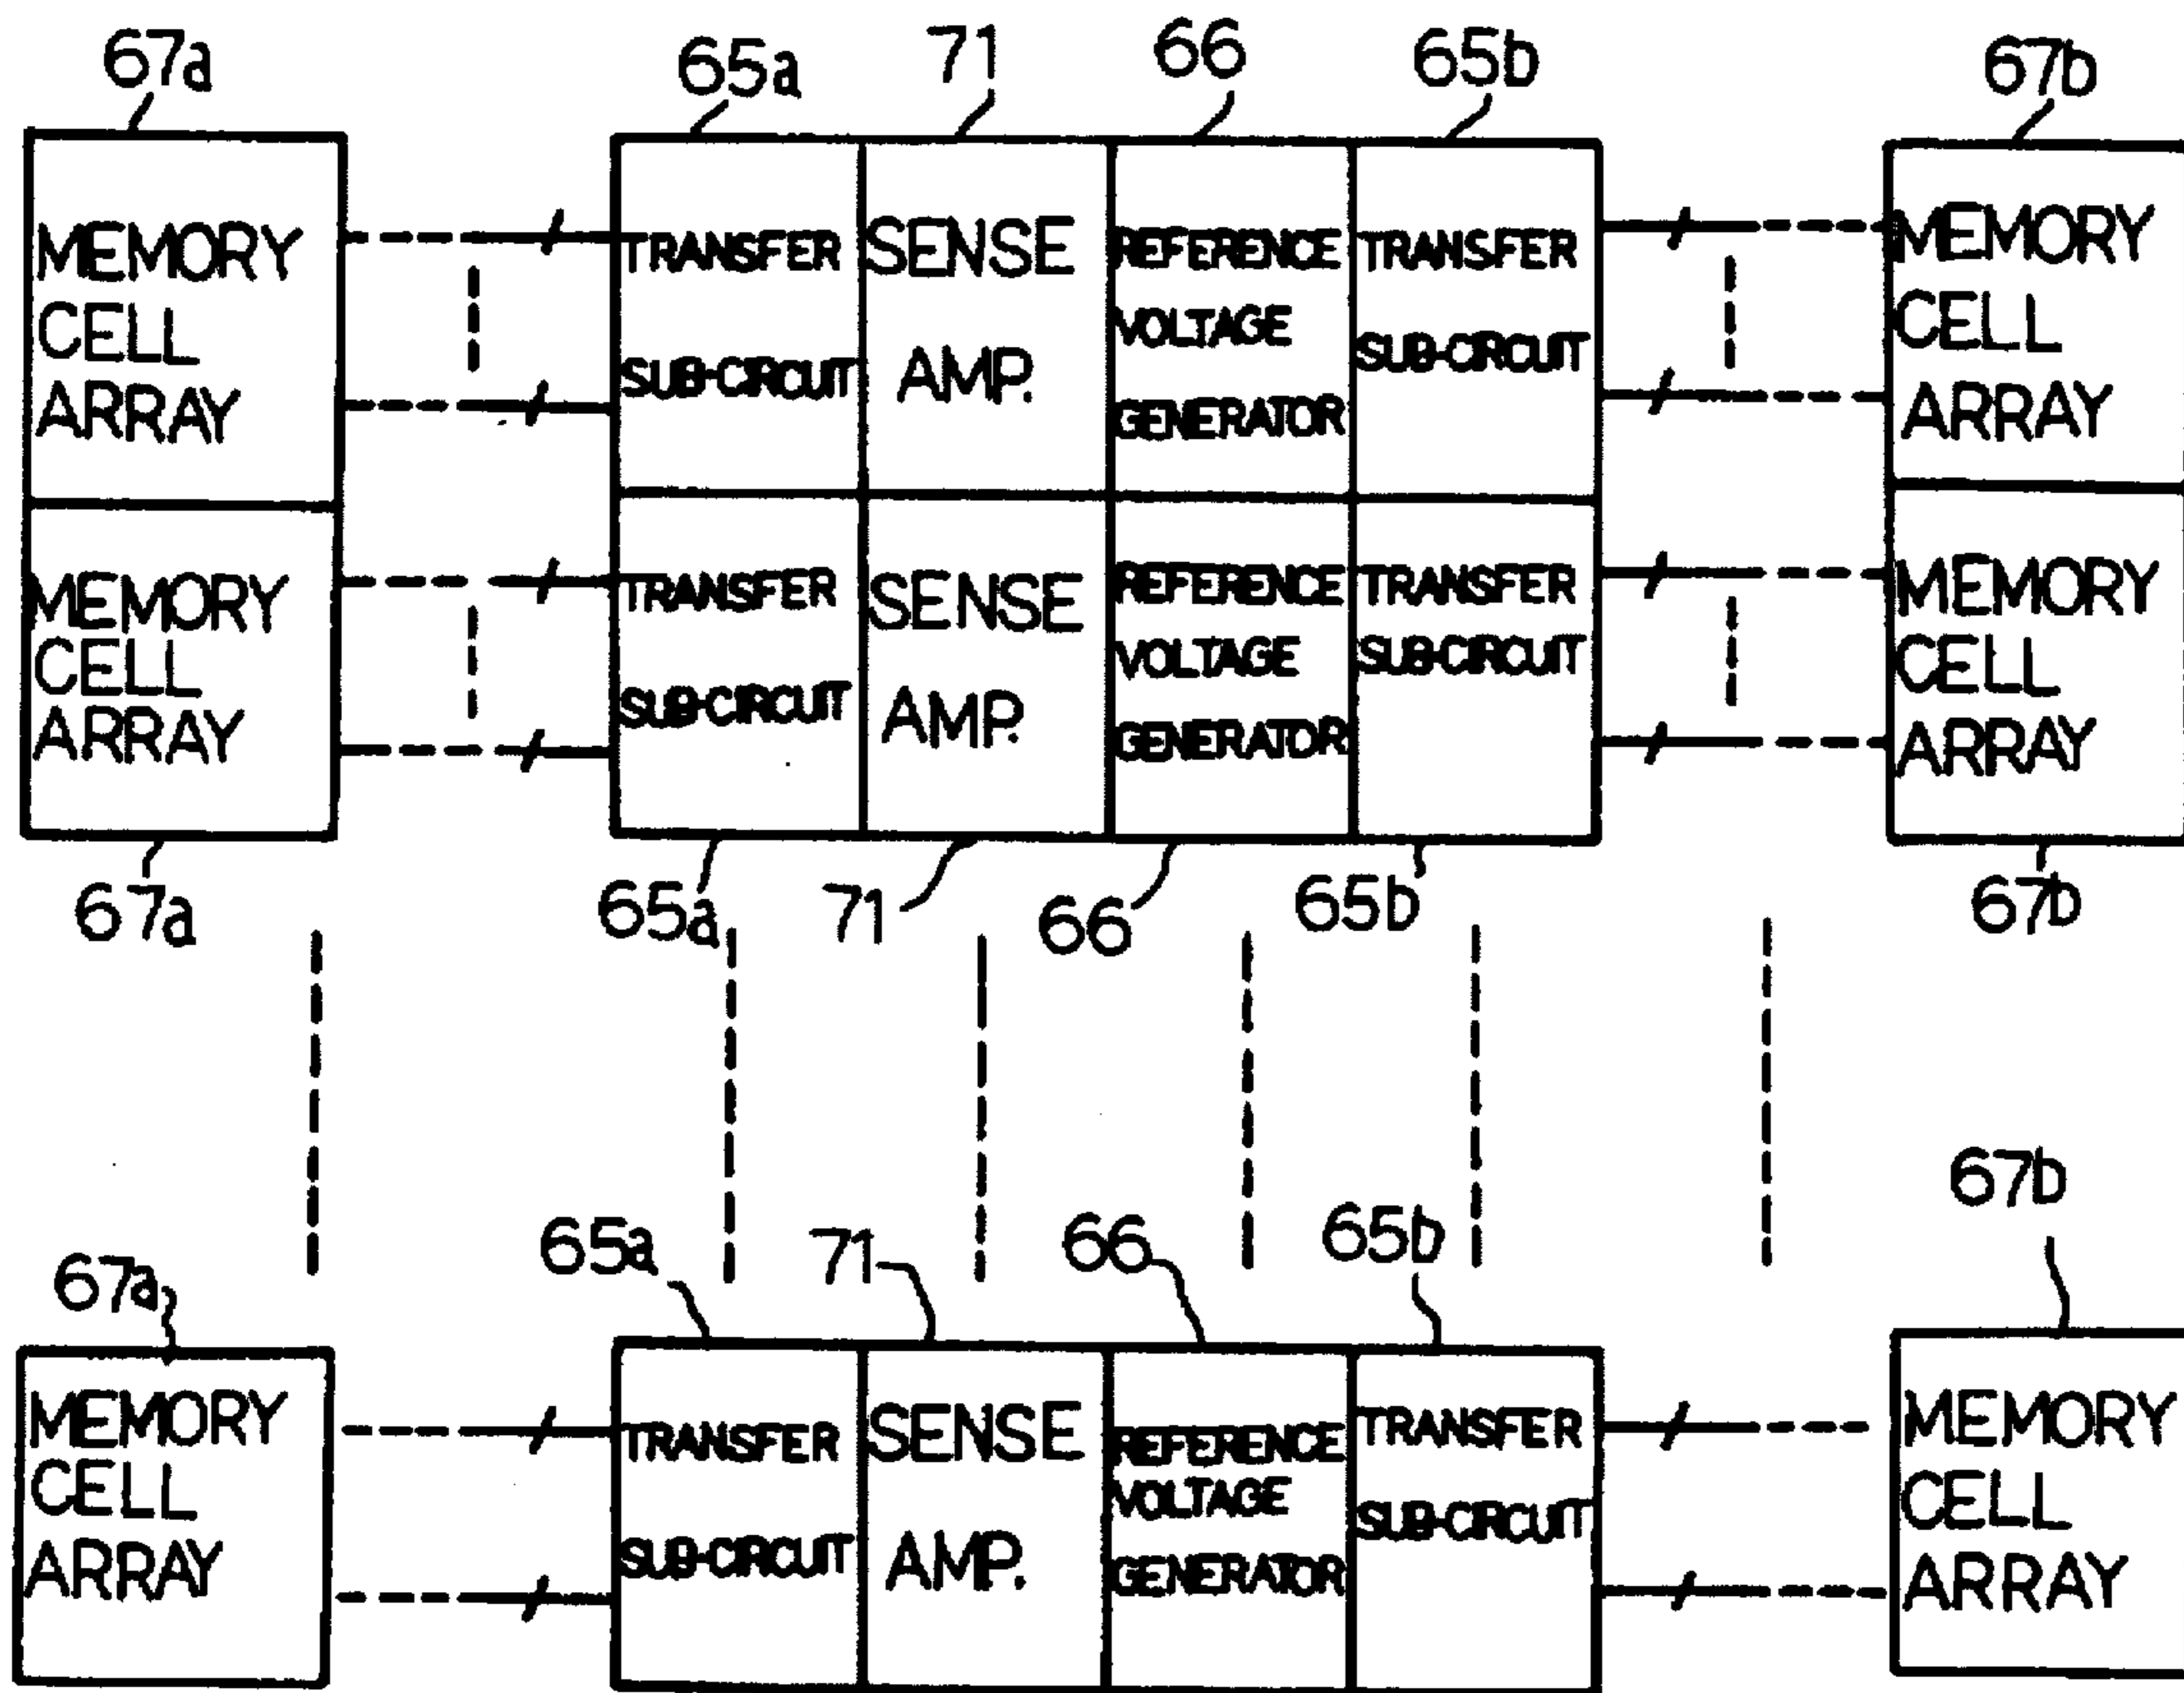 67a
65a
71
66
65b
67b
MEMORY
CELL
ARRAY
TRANSFER
SUB-CIRCUIT
SENSE
AMP.
REFERENCE
VOLTAGE
GENERATOR
TRANSFER
SUB-CIRCUIT
MEMORY
CELL
ARRAY
MEMORY
CELL
ARRAY
TRANSFER
SUB-CIRCUIT
SENSE
AMP.
REFERENCE
VOLTAGE
GENERATOR
TRANSFER
SUB-CIRCUIT
MEMORY
CELL
ARRAY
67a
65a
71
66
65b
67b
67a
65a
71
66
65b
67b
MEMORY
CELL
ARRAY
TRANSFER
SUB-CIRCUIT
SENSE
AMP.
REFERENCE
VOLTAGE
GENERATOR
TRANSFER
SUB-CIRCUIT
MEMORY
CELL
ARRAY